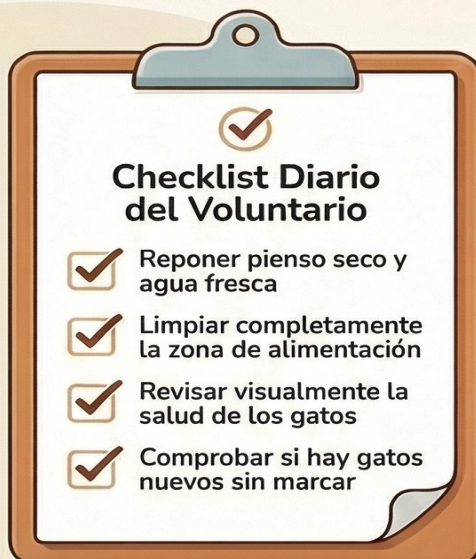 Checklist Diario
del Voluntario
Reponer pienso seco y
agua fresca
Limpiar completamente
la zona de alimentación
Revisar visualmente la
salud de los gatos
Comprobar si hay gatos
nuevos sin marcar